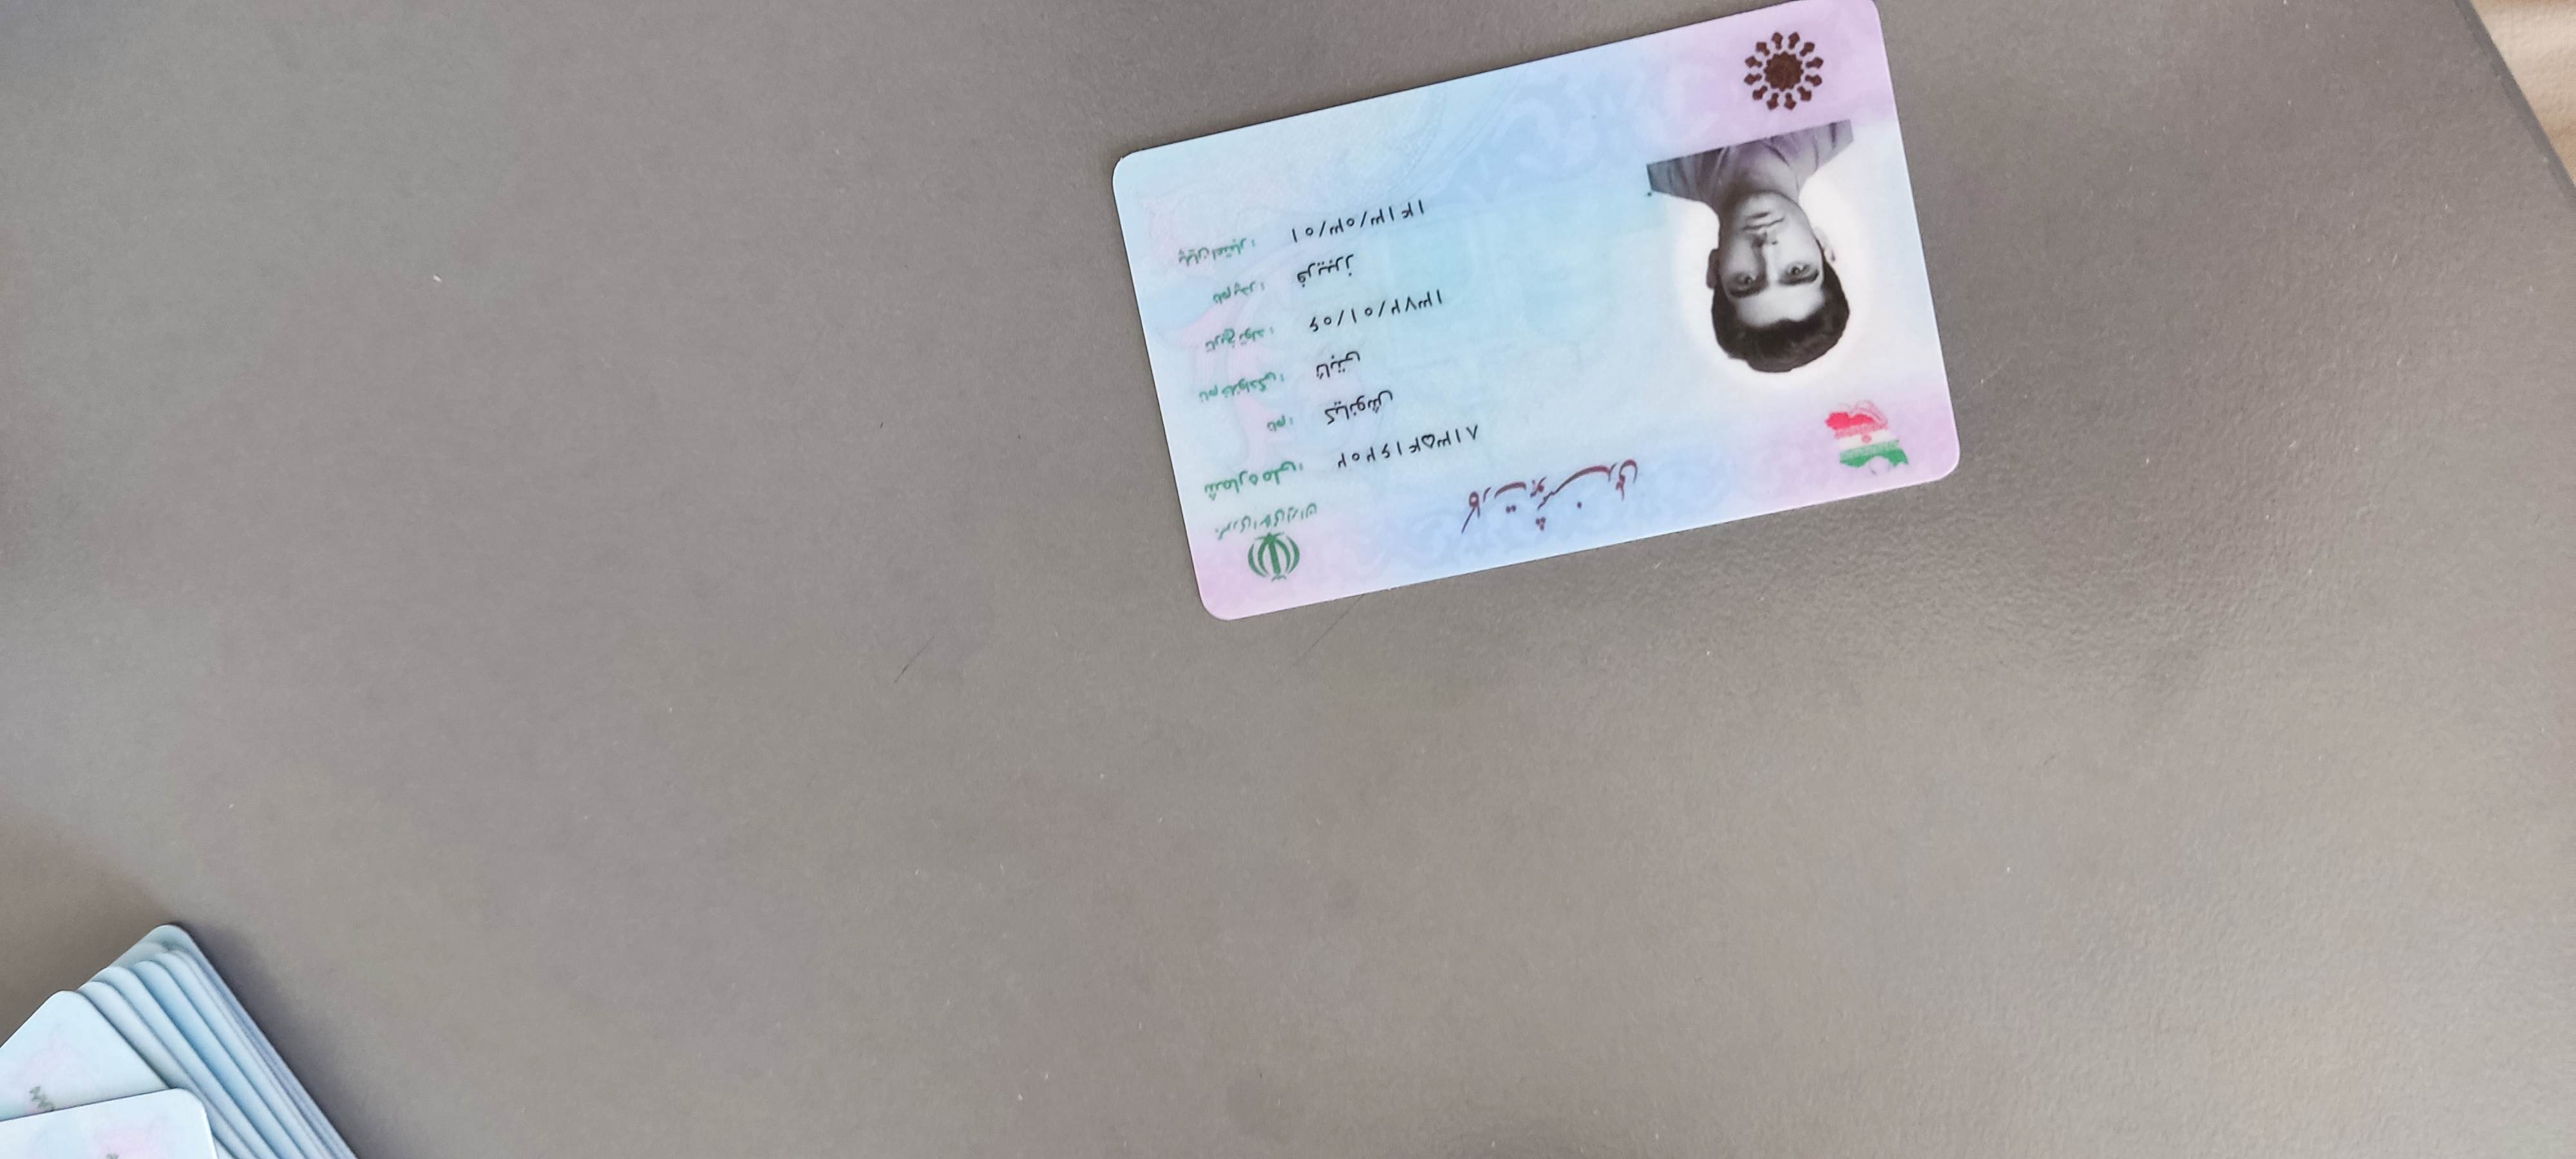 جمهوری اسلامی ایران
کارت هوشمند ملی
شماره ملی: ۸۱۳۵۴۱۶۲۰۲
نام: کیانوش
نام خانوادگی: ثابتی
تاریخ تولد: ۱۳۷۲/۰۱/۰۶
نام پدر: فریبرز
پایان اعتبار: ۱۴۱۳/۰۳/۰۱